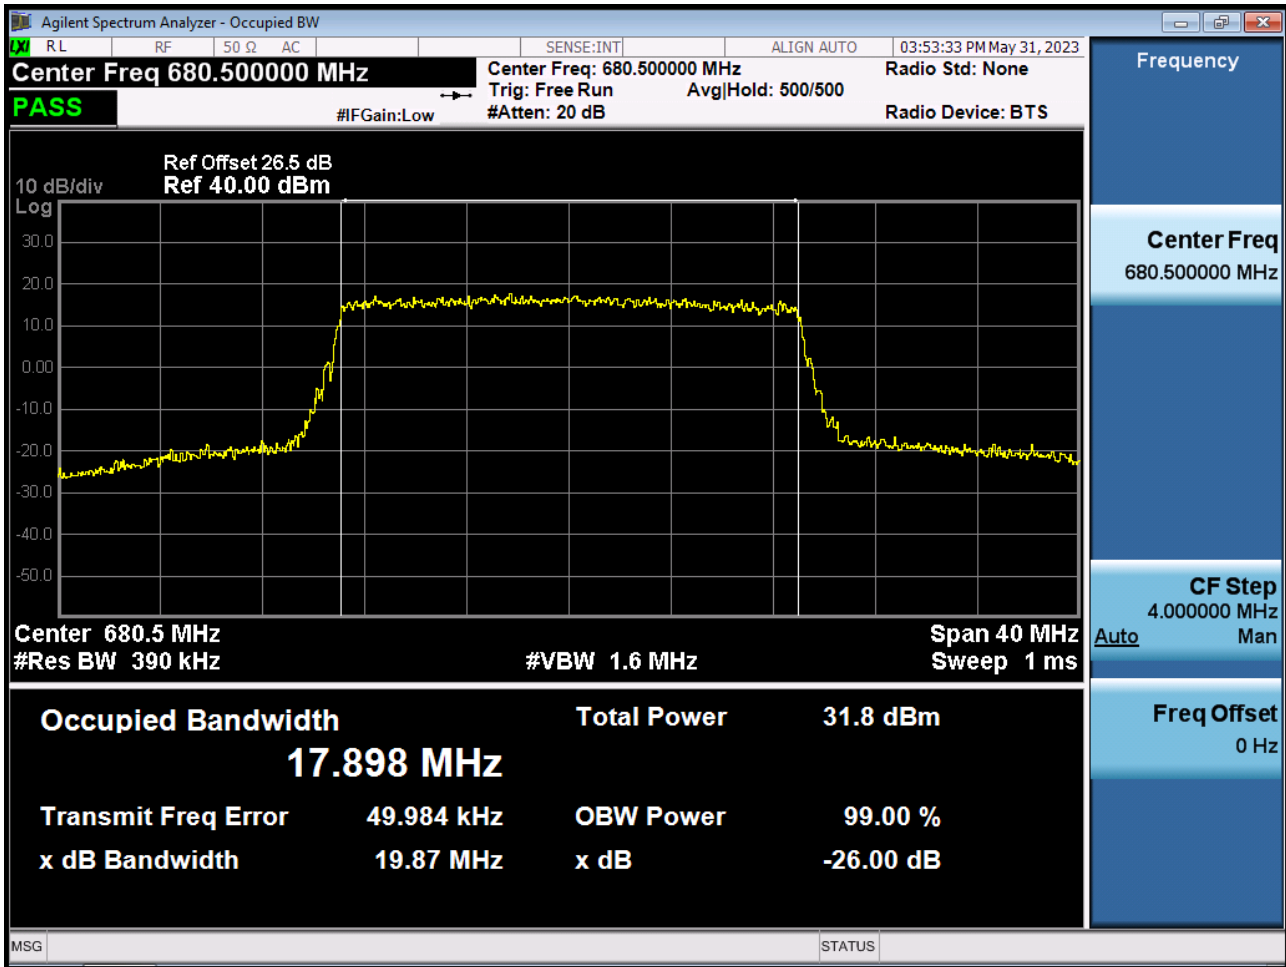 Agilent Spectrum Analyzer - Occupied BW
LXI RL RF 50 Ω AC SENSE:INT ALIGN AUTO 03:53:33 PM May 31, 2023
Center Freq 680.500000 MHz
Center Freq: 680.500000 MHz
Radio Std: None
Trig: Free Run
Avg|Hold: 500/500
PASS
#IFGain:Low
#Atten: 20 dB
Radio Device: BTS
Ref Offset 26.5 dB
10 dB/div
Ref 40.00 dBm
Log
30.0
20.0
10.0
0.00
-10.0
-20.0
-30.0
-40.0
-50.0
Center 680.5 MHz
Span 40 MHz
#Res BW 390 kHz
#VBW 1.6 MHz
Sweep 1 ms
Occupied Bandwidth
17.898 MHz
Total Power 31.8 dBm
Transmit Freq Error 49.984 kHz
OBW Power 99.00 %
x dB Bandwidth 19.87 MHz
x dB -26.00 dB
Frequency
Center Freq
680.500000 MHz
CF Step
4.000000 MHz
Auto Man
Freq Offset
0 Hz
MSG
STATUS